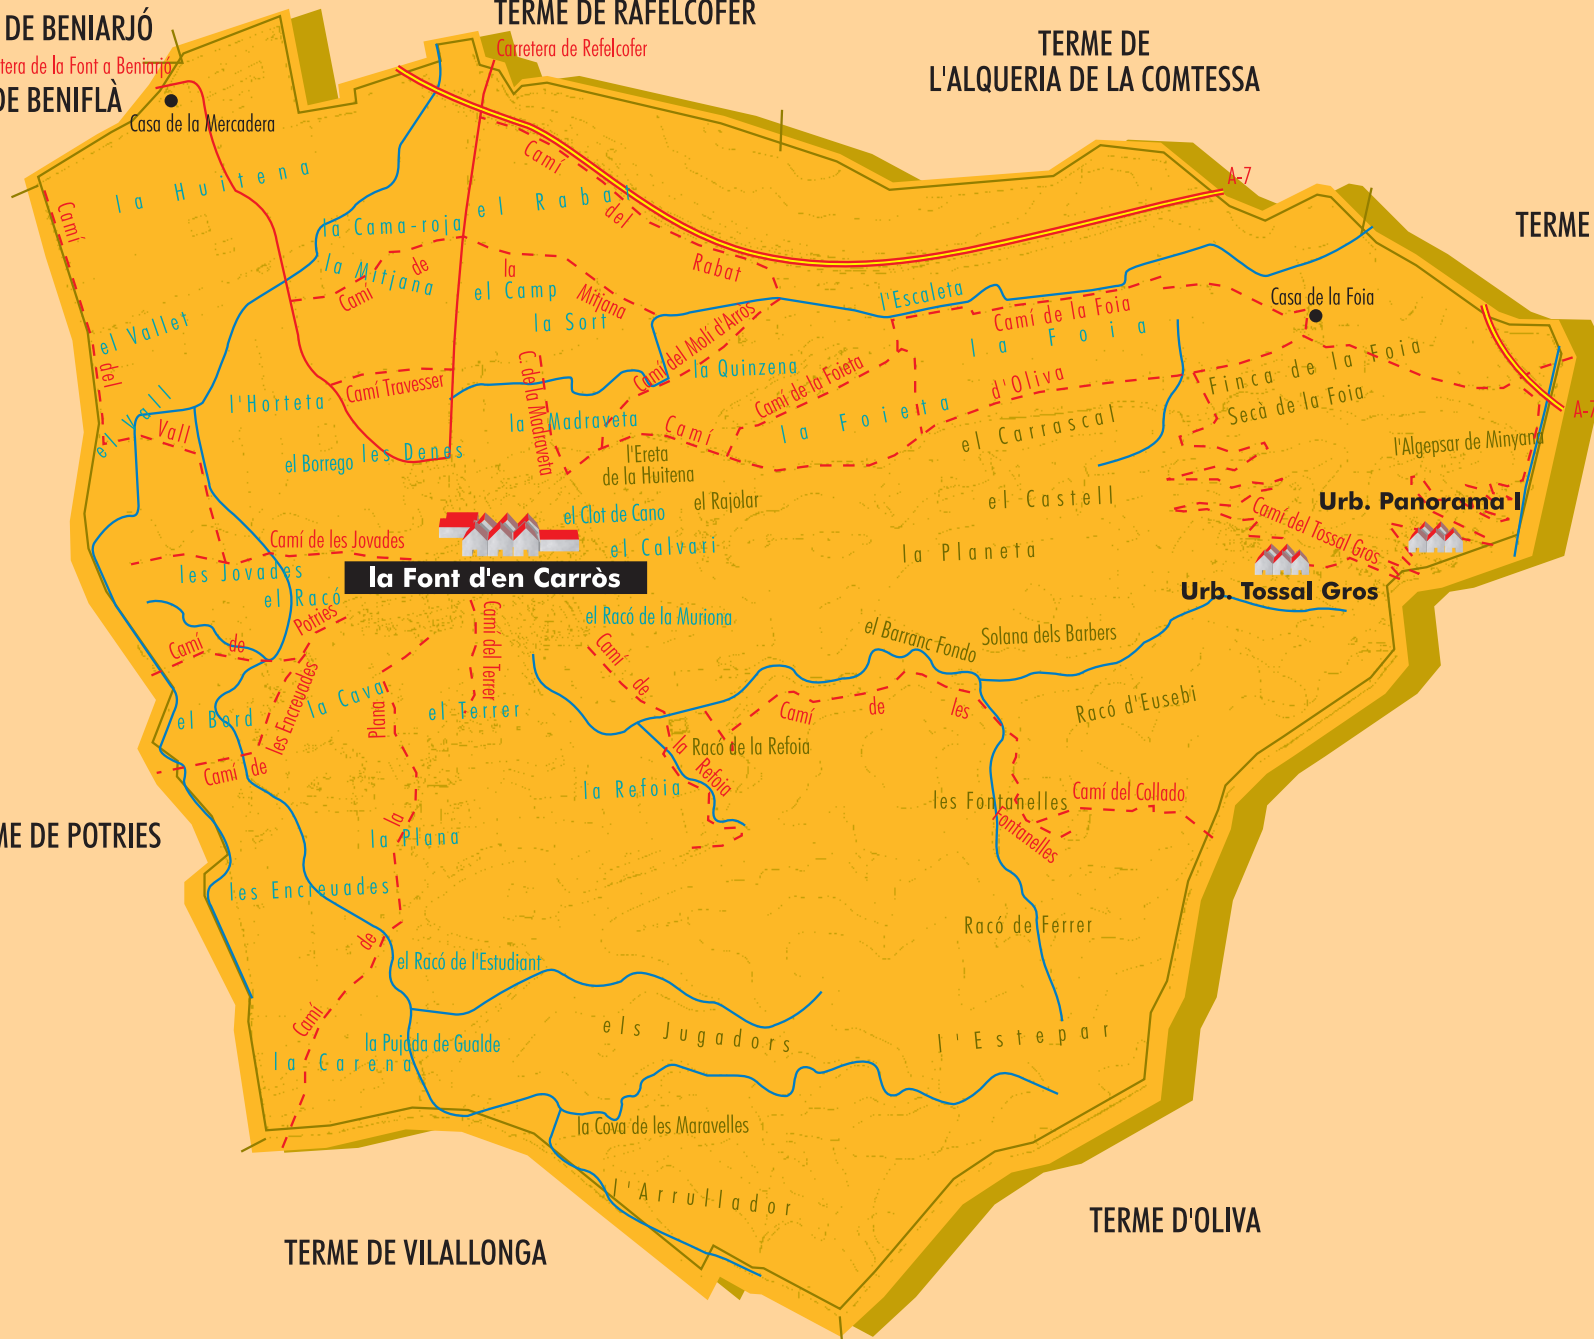 DE BENIARJÓ
TERME DE RAFELCOFER
Carretera de Refelcofer
tera de la Font a Beniarjó
DE BENIFLÀ
TERME DE
L'ALQUERIA DE LA COMTESSA
Casa de la Mercadera
la Huitena
Camí del Rabat
A-7
el Rabat
TERME
Camí del Vall
la Cama-roja
la Mitjana
Camí de la Mitjana
el Camp
la Sort
l'Escaleta
Casa de la Foia
Camí de la Foia
la Foia
el Vallet
Camí del Molí d'Arròs
la Quinzena
Camí Travesser
C. de la Madraveta
Camí de la Foieta
Finca de la Foia
Secà de la Foia
A-7
el Vall
l'Horteta
la Madraveta
Camí d'Oliva
la Foieta
el Carrascal
l'Algepsar de Minyana
el Borrego
les Denes
l'Ereta
de la Huitena
el Rajolar
el Castell
Urb. Panorama I
el Clot de Cano
Camí del Tossal Gros
Camí de les Jovades
el Calvari
la Planeta
les Jovades
la Font d'en Carròs
Urb. Tossal Gros
el Racó
Camí de Potries
Camí del Terrer
el Racó de la Muriona
el Barranc Fondo
Solana dels Barbers
Camí de la Refoia
Camí de les Encreuades
la Cava
el Bord
el Terrer
Racó d'Eusebi
Camí de les Fontanelles
Racó de la Refoia
la Refoia
les Fontanelles
Camí del Collado
ME DE POTRIES
Camí de la Plana
la Plana
les Encreuades
Racó de Ferrer
el Racó de l'Estudiant
els Jugadors
l'Estepar
la Pujada de Gualde
la Carena
la Cova de les Maravelles
l'Arrullador
TERME D'OLIVA
TERME DE VILALLONGA